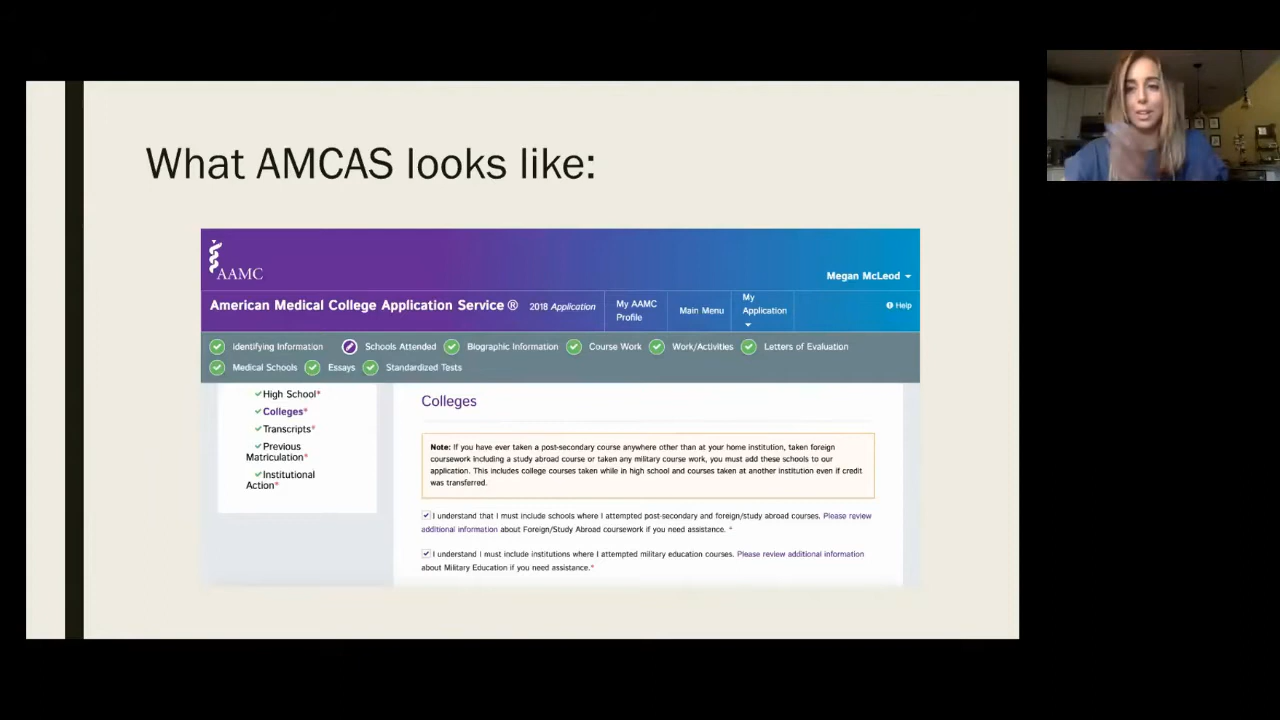 What AMCAS looks like:
AAMC
Megan McLeod
American Medical College Application Service ® 2018 Application
My AAMC
Profile
Main Menu
My
Application
Help
Identifying Information Schools Attended Biographic Information Course Work Work/Activities Letters of Evaluation
Medical Schools Essays Standardized Tests
High School*
Colleges*
Transcripts*
Previous
Matriculation*
Institutional
Action*
Colleges
Note: If you have ever taken a post-secondary course anywhere other than at your home institution, taken foreign
coursework including a study abroad course or taken any military course work, you must add these schools to our
application. This includes college courses taken while in high school and courses taken at another institution even if credit
was transferred.
I understand that I must include schools where I attempted post-secondary and foreign/study abroad courses. Please review
additional information about Foreign/Study Abroad coursework if you need assistance. *
I understand I must include institutions where I attempted military education courses. Please review additional information
about Military Education if you need assistance.*